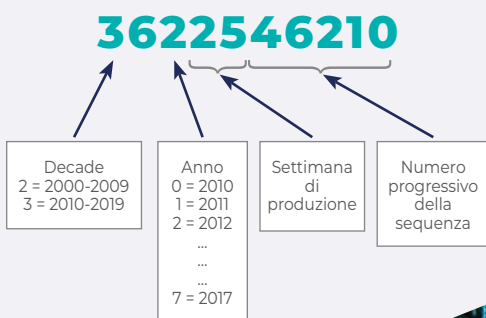 3622546210
Decade
2 = 2000-2009
3 = 2010-2019
Anno
0 = 2010
1 = 2011
2 = 2012
...
...
...
7 = 2017
Settimana
di
produzione
Numero
progressivo
della
sequenza